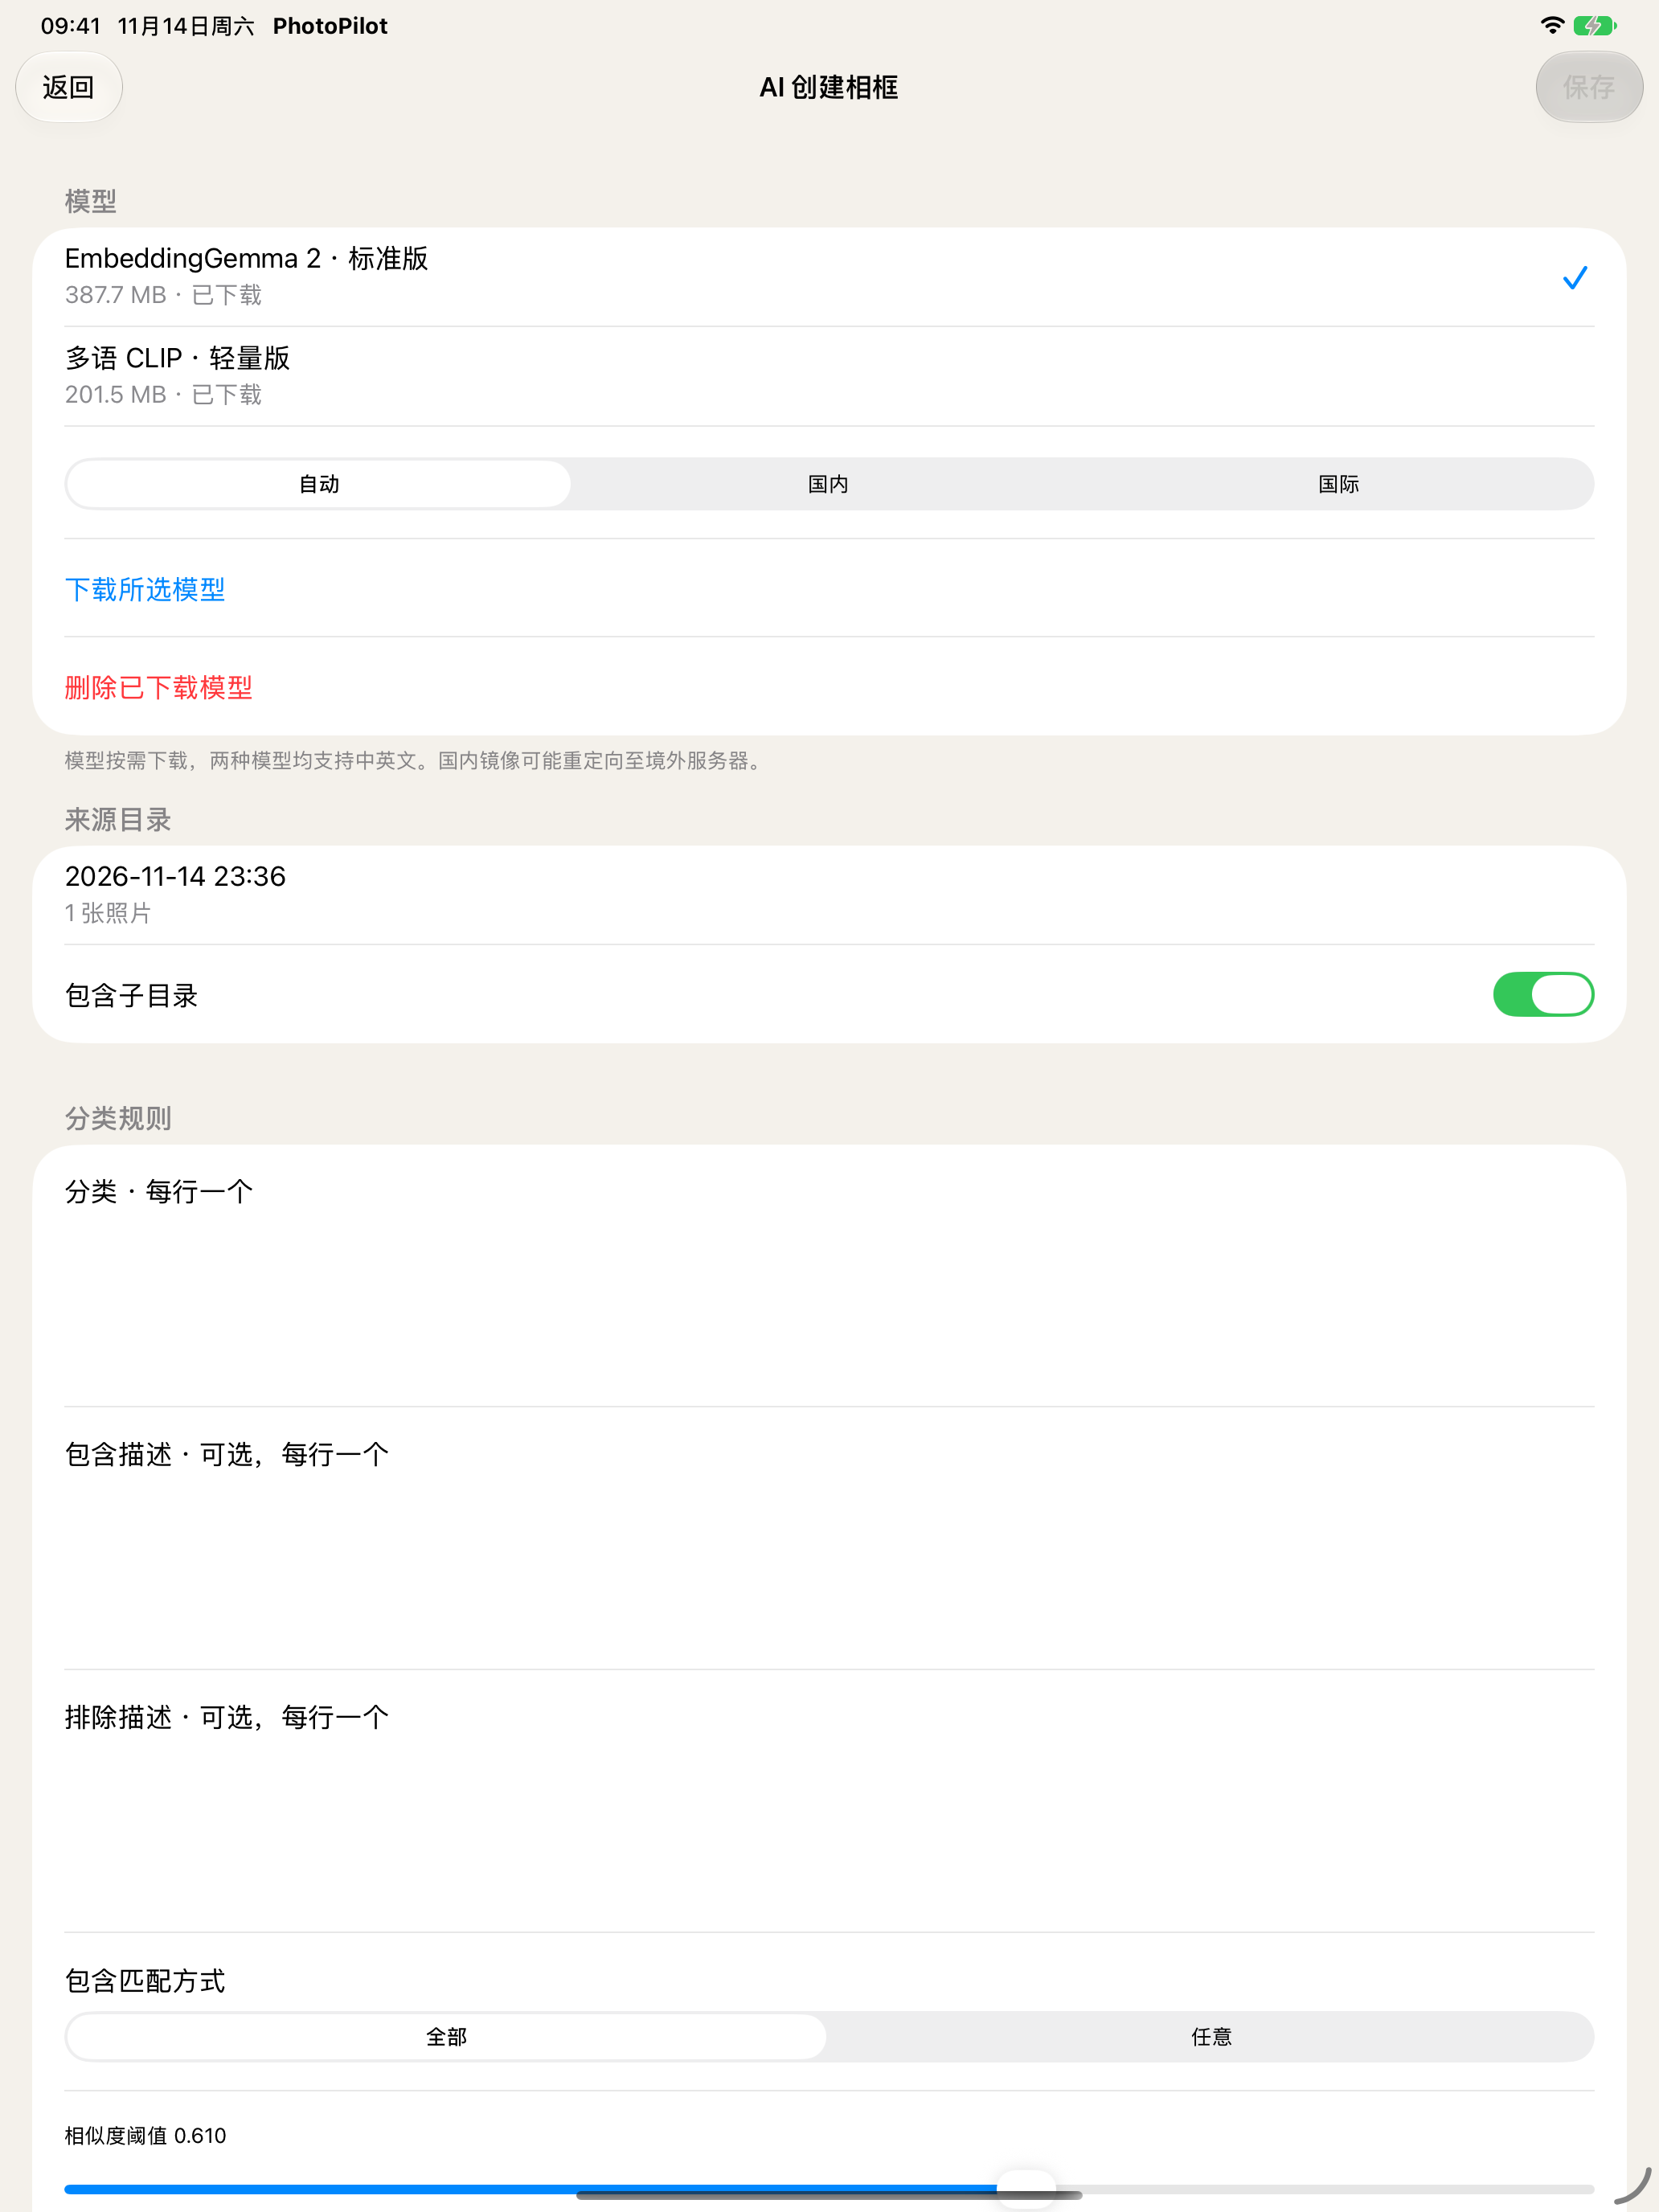 09:41 11月14日周六 PhotoPilot
返回
AI 创建相框
保存
模型
EmbeddingGemma 2 · 标准版
387.7 MB · 已下载
多语 CLIP · 轻量版
201.5 MB · 已下载
自动
国内
国际
下载所选模型
删除已下载模型
模型按需下载，两种模型均支持中英文。国内镜像可能重定向至境外服务器。
来源目录
2026-11-14 23:36
1 张照片
包含子目录
分类规则
分类 · 每行一个
包含描述 · 可选，每行一个
排除描述 · 可选，每行一个
包含匹配方式
全部
任意
相似度阈值 0.610